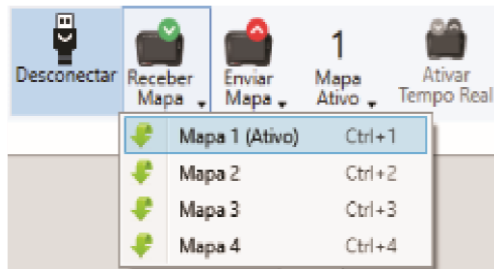 Desconectar
Receber Mapa
Enviar Mapa
1
Mapa Ativo
Ativar Tempo Real
Mapa 1 (Ativo) Ctrl+1
Mapa 2 Ctrl+2
Mapa 3 Ctrl+3
Mapa 4 Ctrl+4